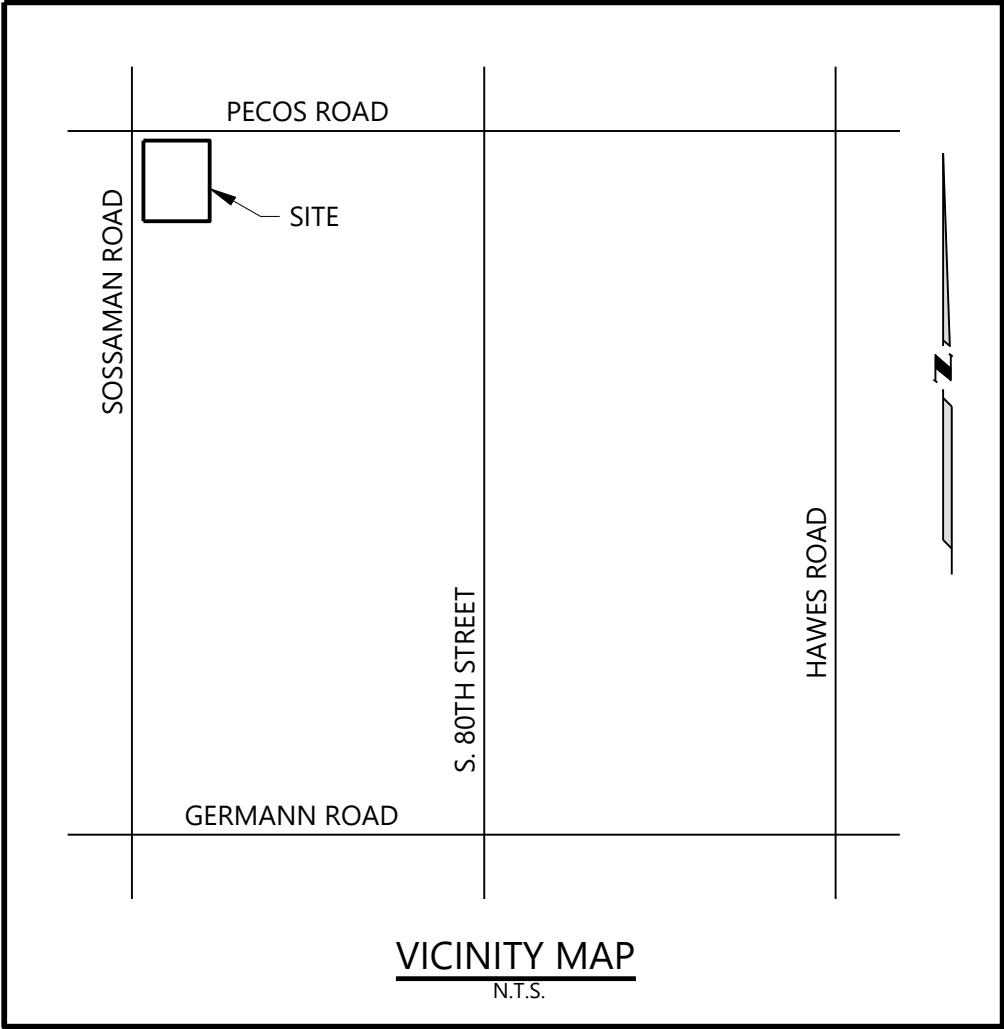 PECOS ROAD
SITE
SOSSAMAN ROAD
N
HAWES ROAD
S. 80TH STREET
GERMANN ROAD
VICINITY MAP
N.T.S.